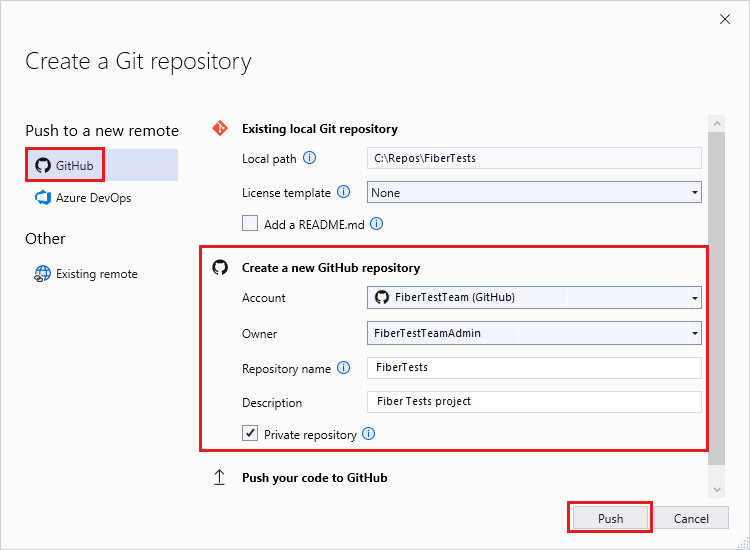 Create a Git repository
Push to a new remote
GitHub
Azure DevOps
Other
Existing remote
Existing local Git repository
Local path
C:\Repos\FiberTests
License template
None
Add a README.md
Create a new GitHub repository
Account
FiberTestTeam (GitHub)
Owner
FiberTestTeamAdmin
Repository name
FiberTests
Description
Fiber Tests project
Private repository
Push your code to GitHub
Push
Cancel